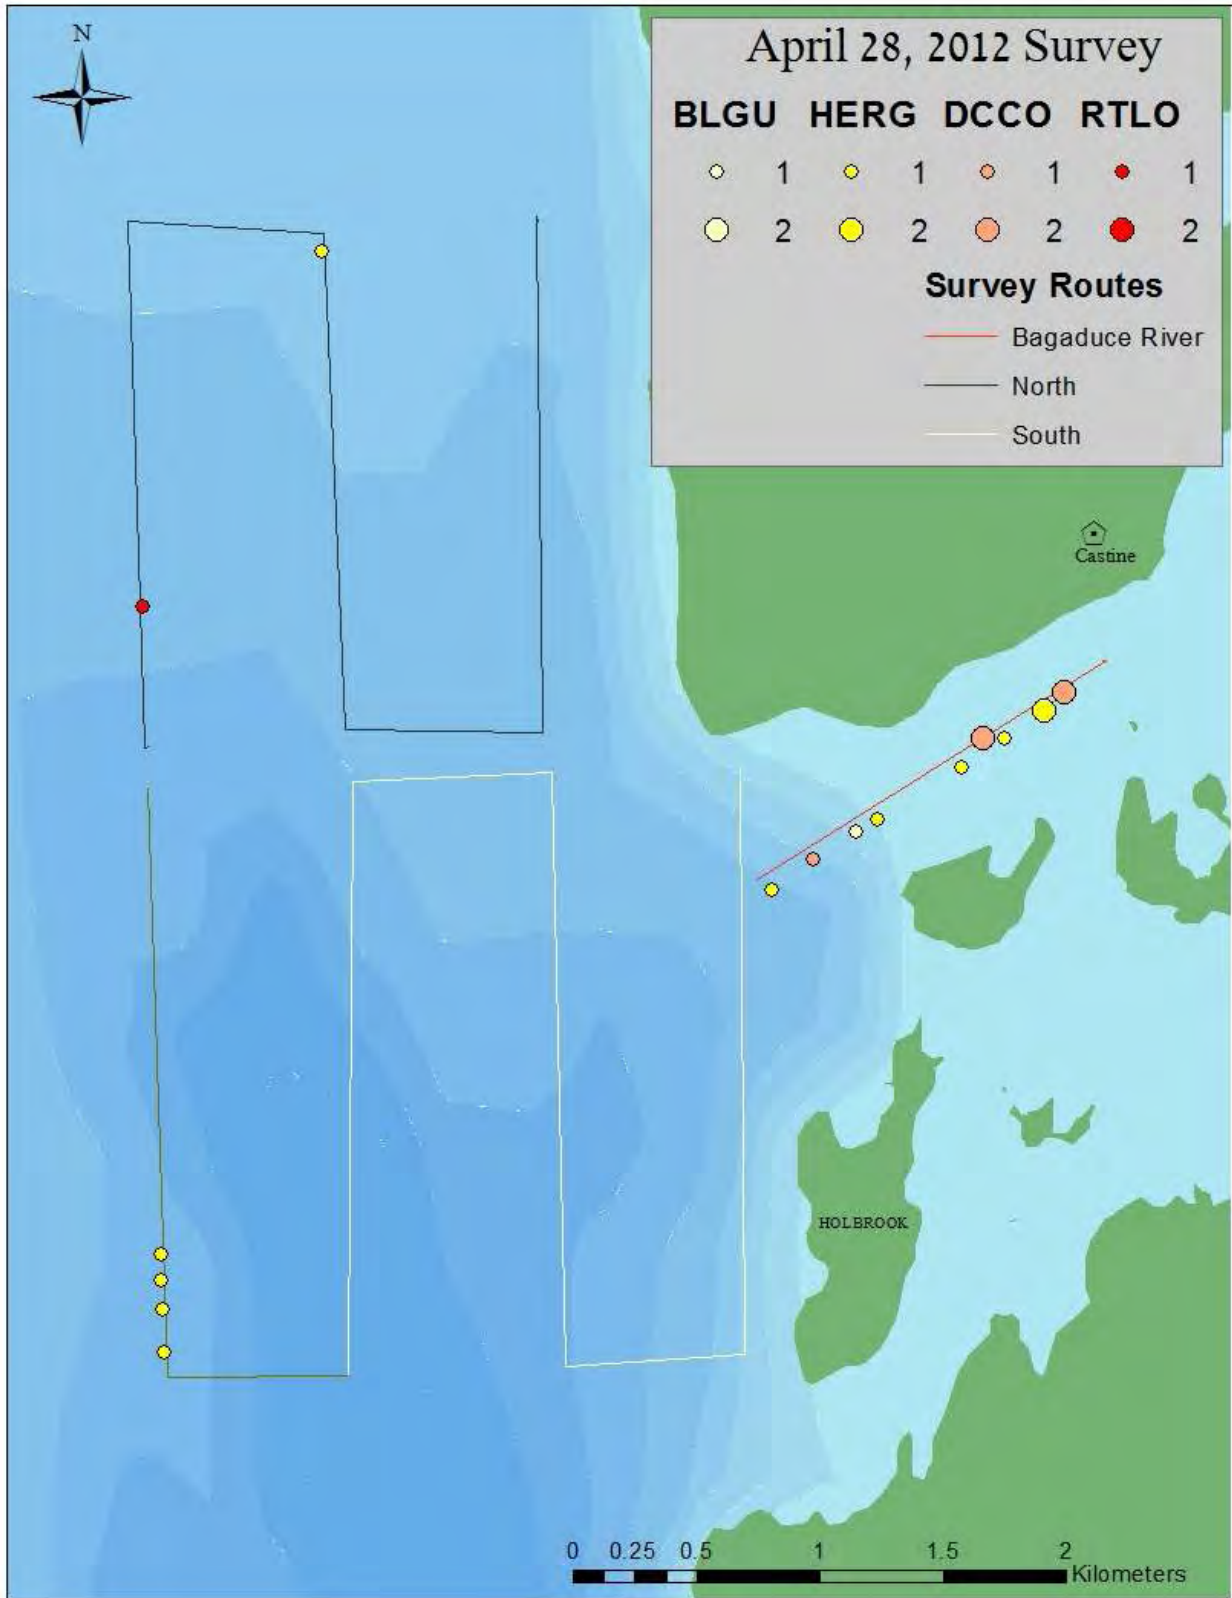 N
April 28, 2012 Survey
BLGU HERG DCCO RTLO
1 1 1 1
2 2 2 2
Survey Routes
Bagaduce River
North
South
Castine
HOLBROOK
0 0.25 0.5 1 1.5 2
Kilometers